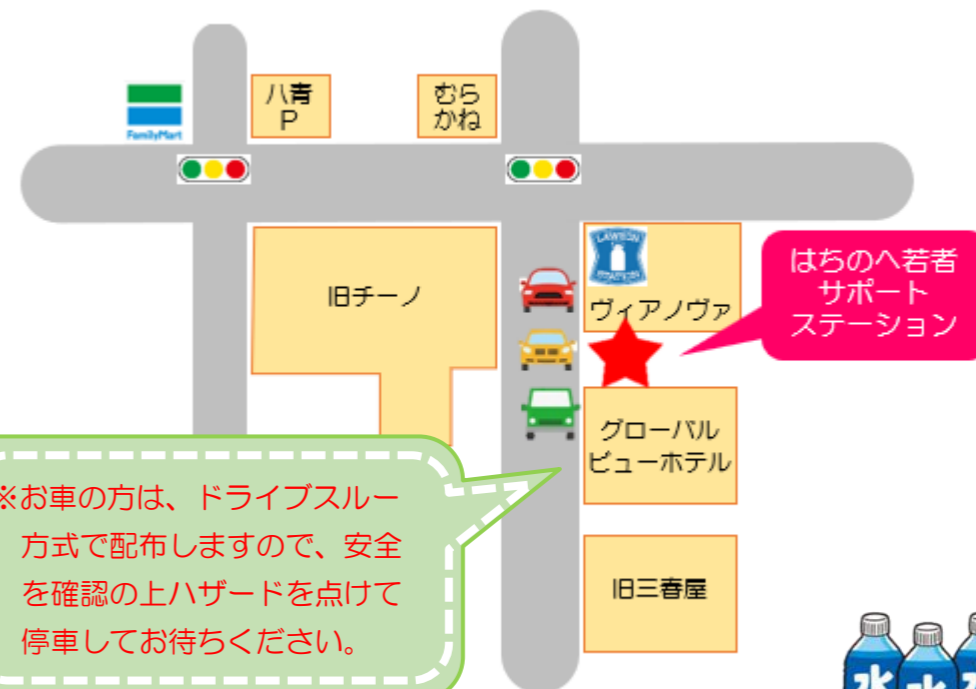 FamilyMart
八青
P
むら
かね
旧チーノ
LAWSON
STATION
ヴィアノヴァ
はちのへ若者
サポート
ステーション
グローバル
ビューホテル
旧三春屋
※お車の方は、ドライブスルー
方式で配布しますので、安全
を確認の上ハザードを点けて
停車してお待ちください。
水
水